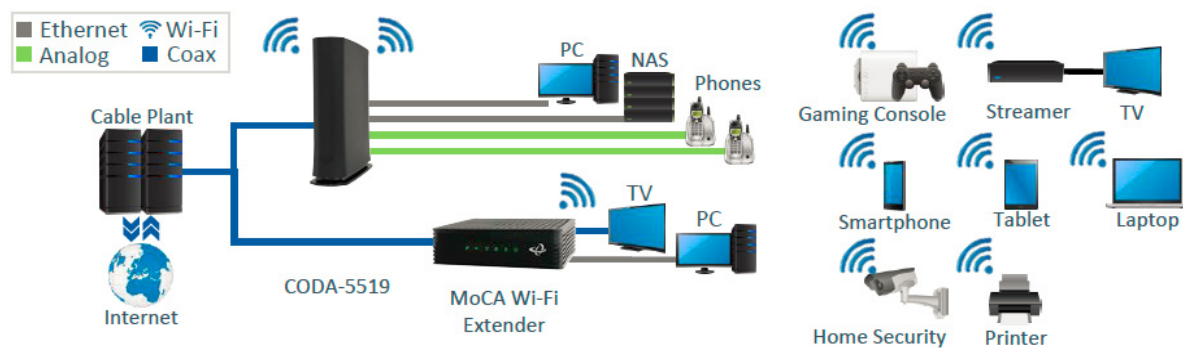 Ethernet Wi-Fi
Analog Coax
Cable Plant
Internet
CODA-5519
PC
NAS
Phones
TV
PC
MoCA Wi-Fi
Extender
Gaming Console
Streamer
TV
Smartphone
Tablet
Laptop
Home Security
Printer